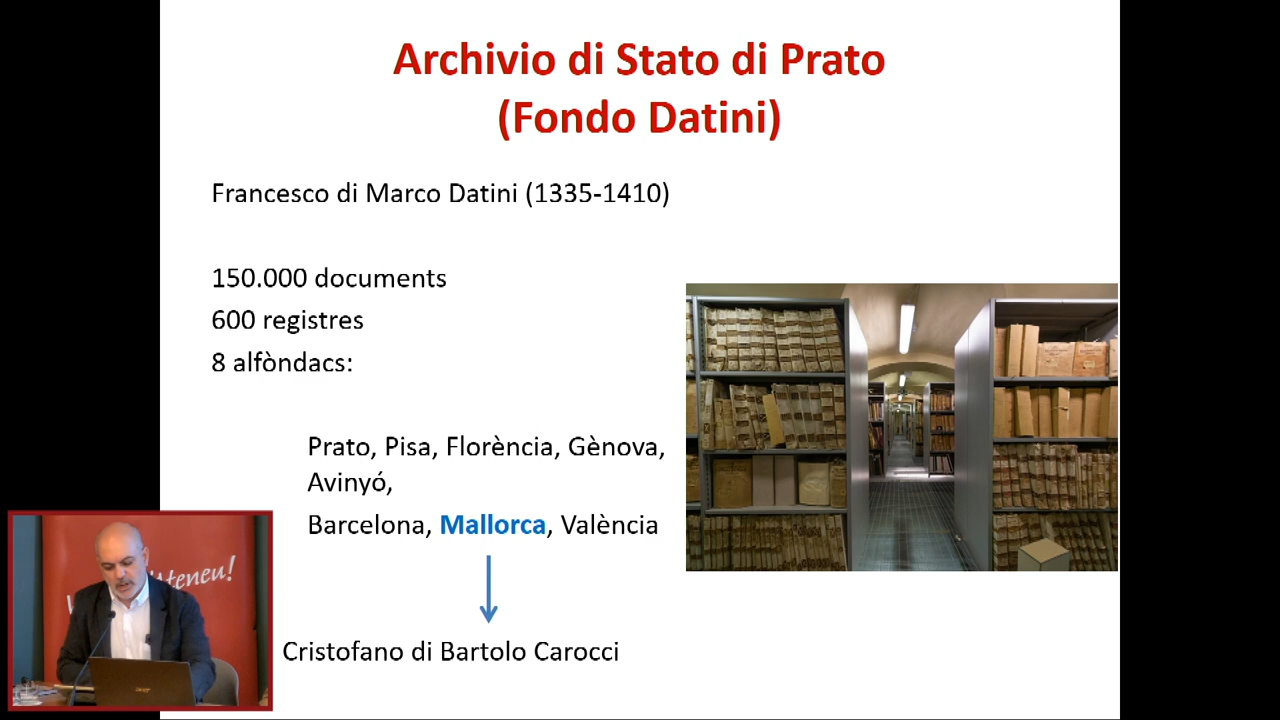 Archivio di Stato di Prato
(Fondo Datini)
Francesco di Marco Datini (1335-1410)
150.000 documents
600 registres
8 alfòndacs:
Prato, Pisa, Florència, Gènova,
Avinyó,
Barcelona, Mallorca, València
Cristofano di Bartolo Carocci
acer